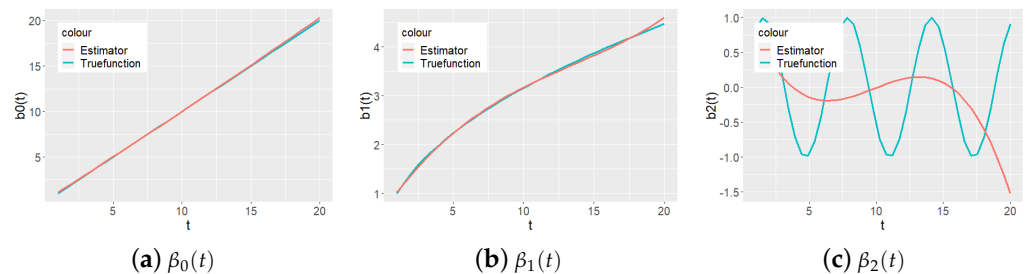 colour
Estimator
Truefunction
b0(t)
20
15
10
5
5 10 15 20
t
(a) β0(t)
colour
Estimator
Truefunction
b1(t)
4
3
2
1
5 10 15 20
t
(b) β1(t)
colour
Estimator
Truefunction
b2(t)
1.0
0.5
0.0
-0.5
-1.0
-1.5
5 10 15 20
t
(c) β2(t)